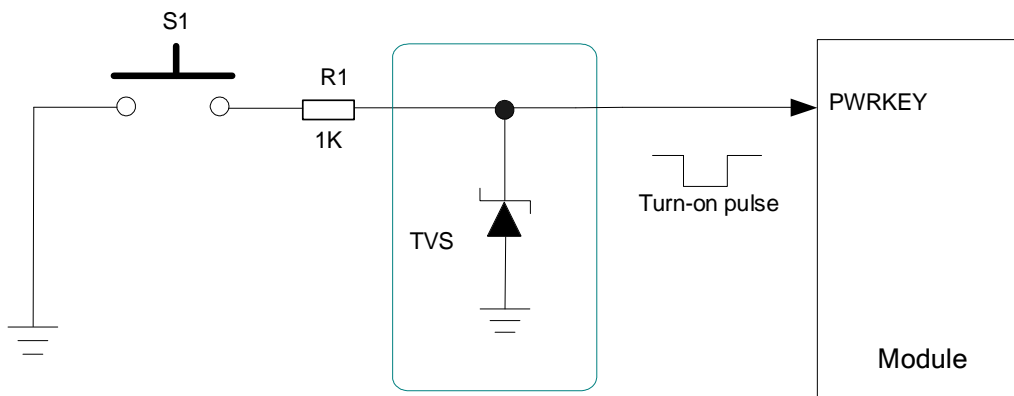 S1
R1
1K
PWRKEY
Turn-on pulse
TVS
Module